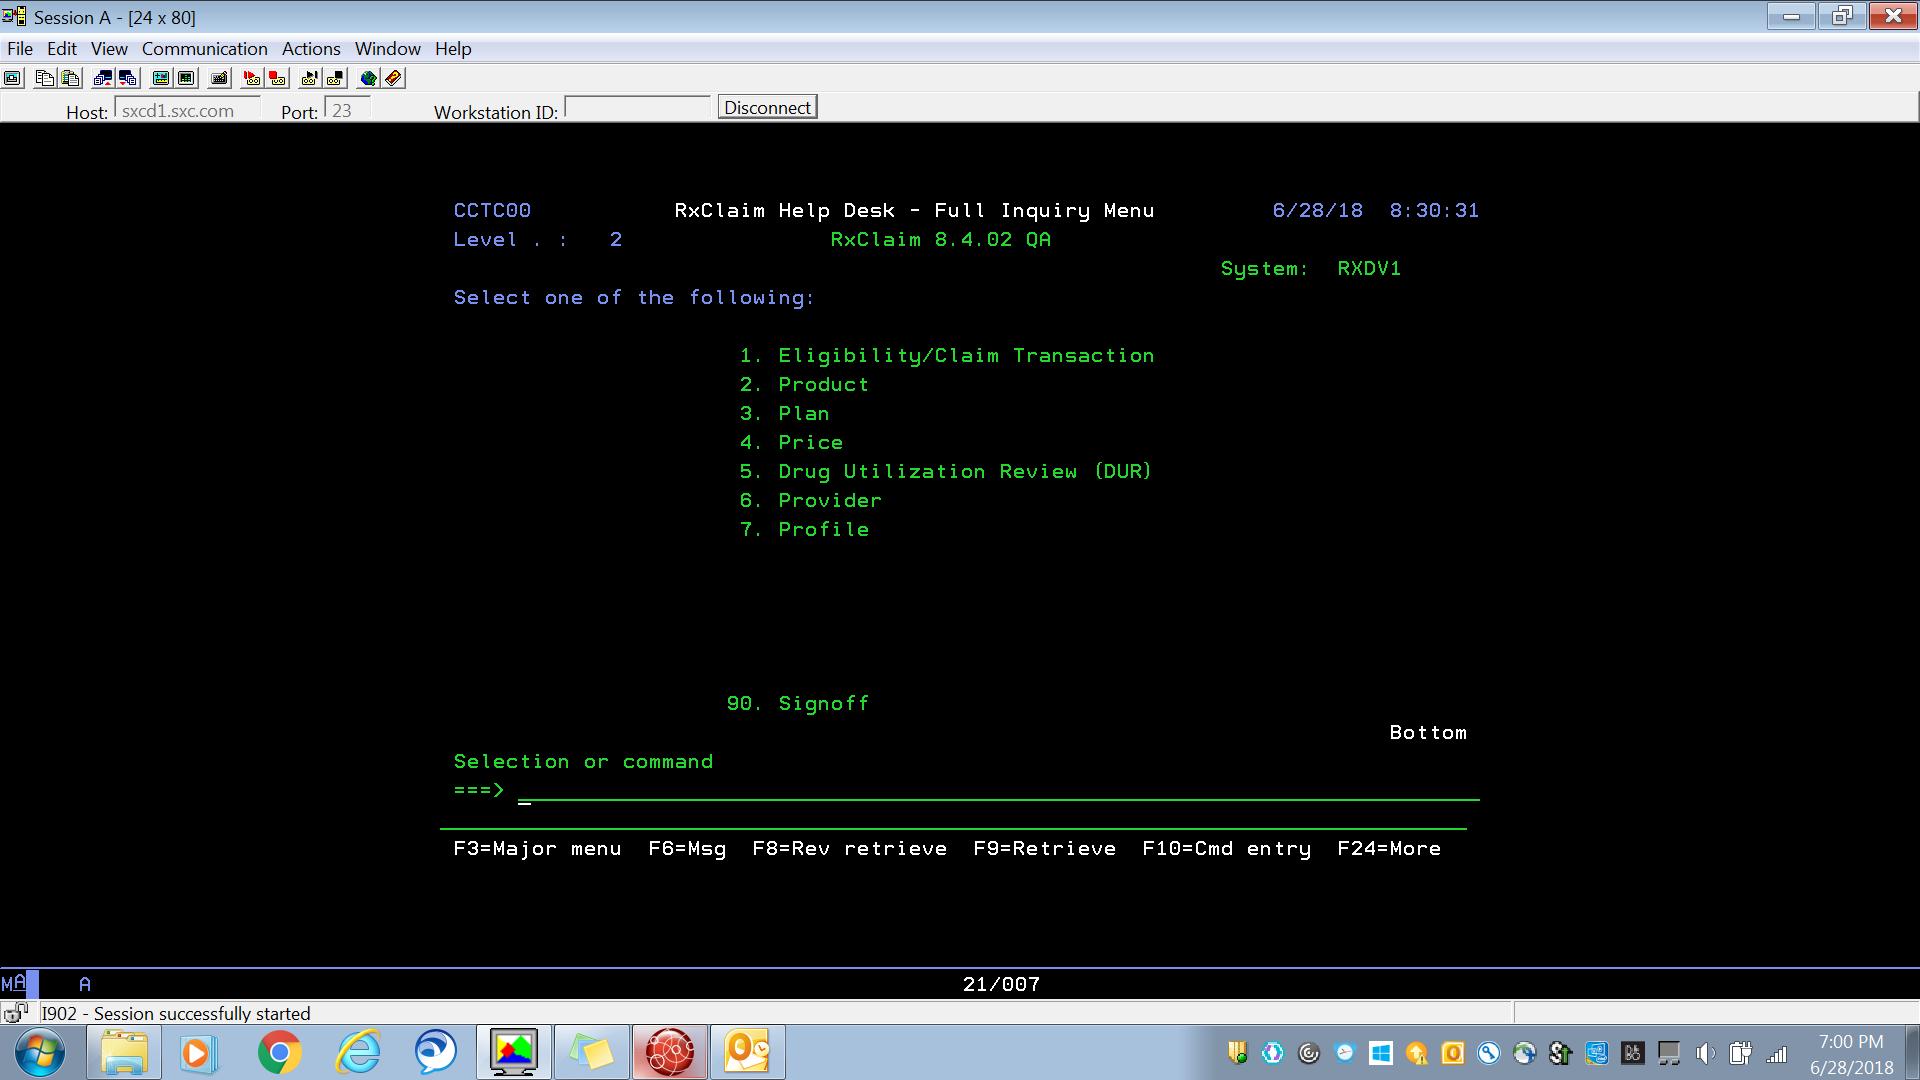 Session A - [24 x 80]
File Edit View Communication Actions Window Help
Host: sxcd1.sxc.com Port: 23 Workstation ID: Disconnect
CCTC00 RxClaim Help Desk - Full Inquiry Menu 6/28/18 8:30:31
Level . : 2 RxClaim 8.4.02 QA
System: RXDV1
Select one of the following:
1. Eligibility/Claim Transaction
2. Product
3. Plan
4. Price
5. Drug Utilization Review (DUR)
6. Provider
7. Profile
90. Signoff
Bottom
Selection or command
===>
F3=Major menu F6=Msg F8=Rev retrieve F9=Retrieve F10=Cmd entry F24=More
MA A 21/007
I902 - Session successfully started
7:00 PM
6/28/2018